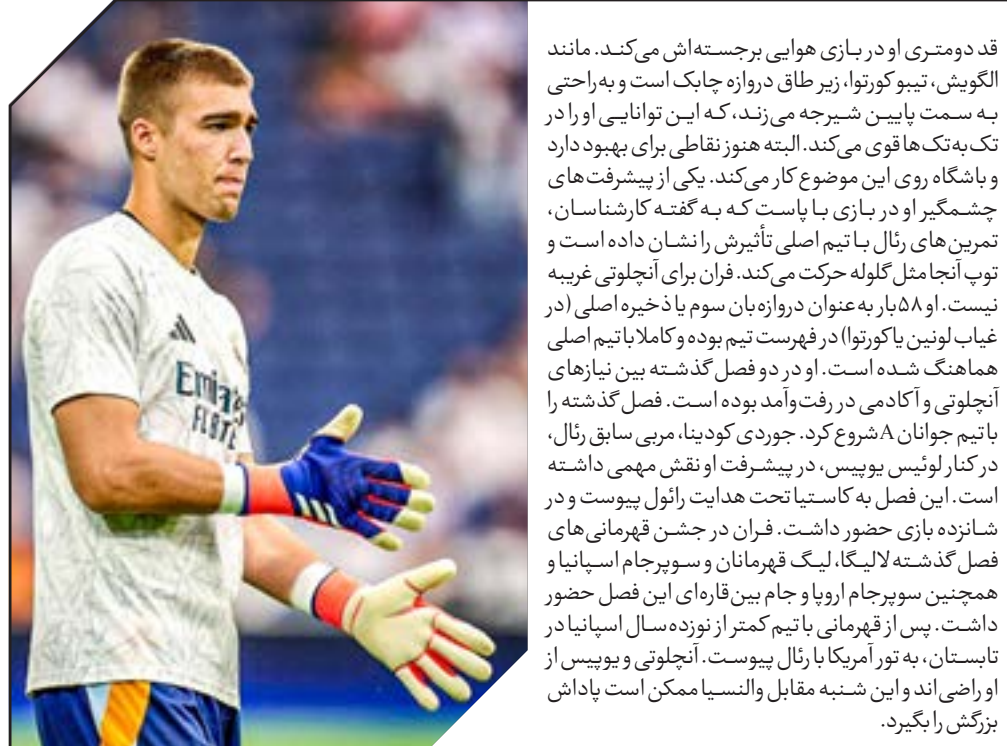 قد دومتری او در بازی هوایی برجسته‌اش می‌کند. مانند
الگویش، تیبو کورتوا، زیر طاق دروازه چابک است و به‌راحتی
به سمت پایین شیرجه می‌زند، که این توانایی او را در
تک‌به‌تک‌ها قوی می‌کند. البته هنوز نقاطی برای بهبود دارد
و باشگاه روی این موضوع کار می‌کند. یکی از پیشرفت‌های
چشمگیر او در بازی با پاست که به گفته کارشناسان،
تمرین‌های رئال با تیم اصلی تأثیرش را نشان داده است و
توپ آنجا مثل گلوله حرکت می‌کند. فران برای آنچلوتی غریبه
نیست. او ۵۸بار به‌عنوان دروازه‌بان سوم یا ذخیره اصلی (در
غیاب لونین یا کورتوا) در فهرست تیم بوده و کاملا با تیم اصلی
هماهنگ شده است. او در دو فصل گذشته بین نیازهای
آنچلوتی و آکادمی در رفت‌وآمد بوده است. فصل گذشته را
با تیم جوانان A شروع کرد. جوردی کودینا، مربی سابق رئال،
در کنار لوئیس یوپیس، در پیشرفت او نقش مهمی داشته
است. این فصل به کاستیا تحت هدایت رائول پیوست و در
شانزده بازی حضور داشت. فران در جشن قهرمانی‌های
فصل گذشته لالیگا، لیگ قهرمانان و سوپرجام اسپانیا و
همچنین سوپرجام اروپا و جام بین‌قاره‌ای این فصل حضور
داشت. پس از قهرمانی با تیم کمتر از نوزده‌سال اسپانیا در
تابستان، به تور آمریکا با رئال پیوست. آنچلوتی و یوپیس از
او راضی‌اند و این شنبه مقابل والنسیا ممکن است پاداش
بزرگش را بگیرد.
Emirates